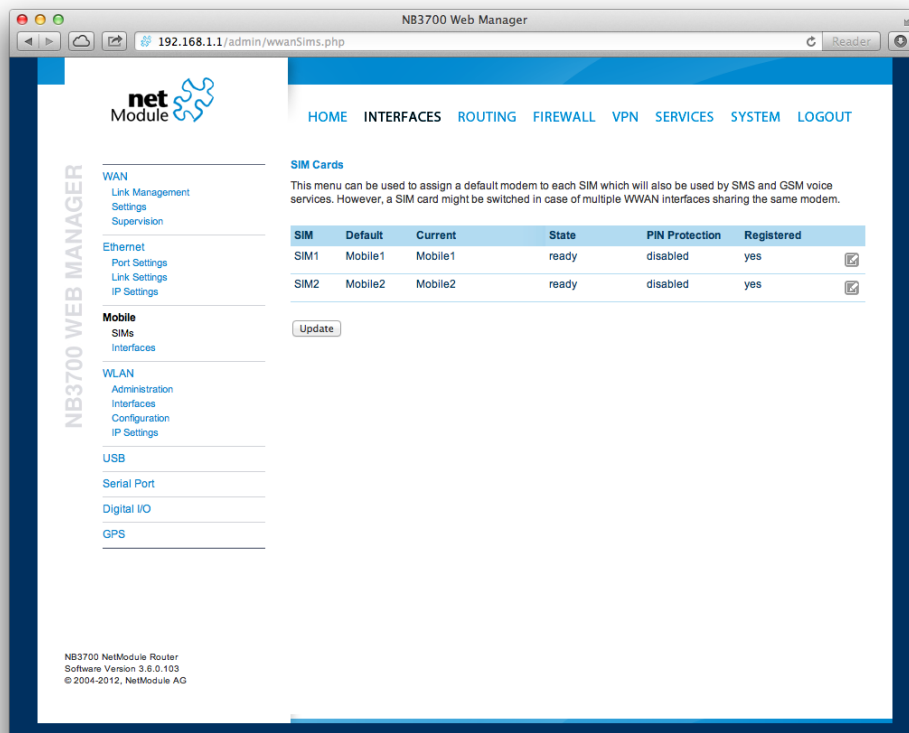 NB3700 Web Manager
192.168.1.1/admin/wwanSims.php
Reader
net
Module
HOME INTERFACES ROUTING FIREWALL VPN SERVICES SYSTEM LOGOUT
NB3700 WEB MANAGER
WAN
Link Management
Settings
Supervision
Ethernet
Port Settings
Link Settings
IP Settings
Mobile
SIMs
Interfaces
WLAN
Administration
Interfaces
Configuration
IP Settings
USB
Serial Port
Digital I/O
GPS
SIM Cards
This menu can be used to assign a default modem to each SIM which will also be used by SMS and GSM voice
services. However, a SIM card might be switched in case of multiple WWAN interfaces sharing the same modem.
SIM Default Current State PIN Protection Registered
SIM1 Mobile1 Mobile1 ready disabled yes
SIM2 Mobile2 Mobile2 ready disabled yes
Update
NB3700 NetModule Router
Software Version 3.6.0.103
© 2004-2012, NetModule AG